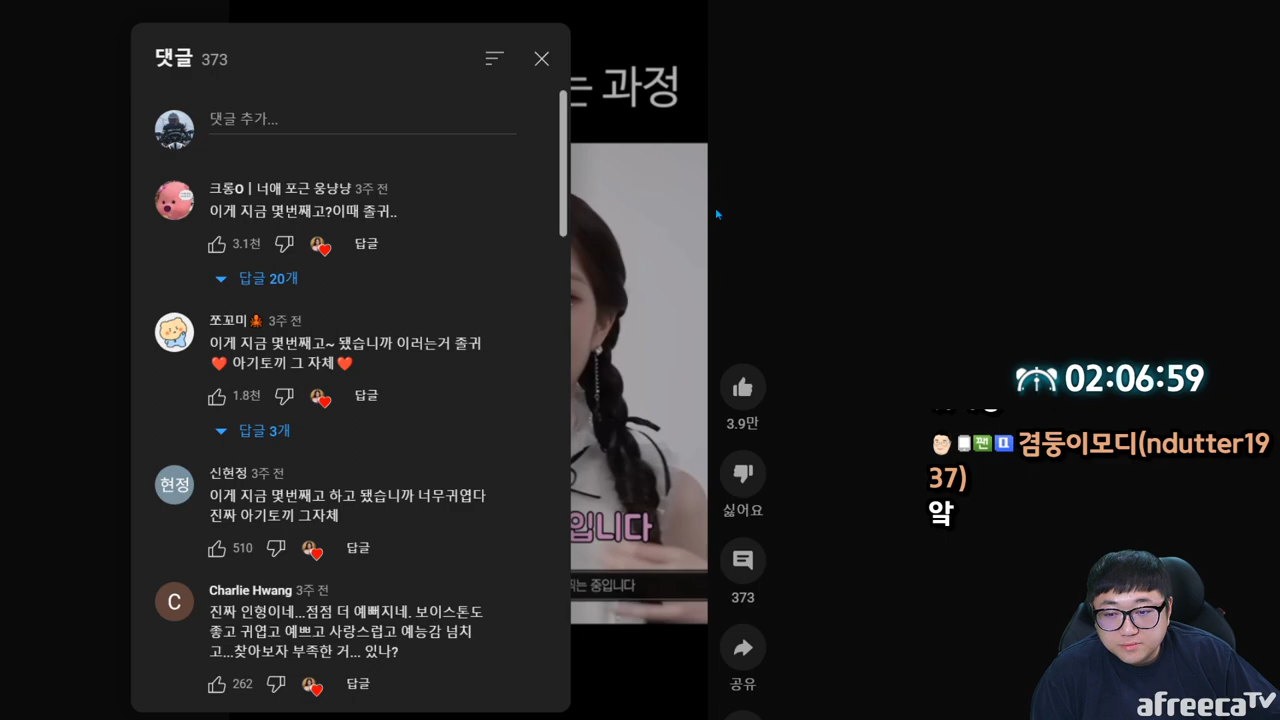 댓글 373
댓글 추가...
크롱O | 너애 포근 웅냥냥 3주 전
이게 지금 몇번째고?이때 졸귀..
3.1천
답글
답글 20개
쪼꼬미 3주 전
이게 지금 몇번째고~ 됐습니까 이러는거 졸귀
아기토끼 그 자체
1.8천
답글
답글 3개
현정
신현정 3주 전
이게 지금 몇번째고 하고 됐습니까 너무귀엽다
진짜 아기토끼 그자체
510
답글
C
Charlie Hwang 3주 전
진짜 인형이네...점점 더 예뻐지네. 보이스톤도
좋고 귀엽고 예쁘고 사랑스럽고 예능감 넘치
고...찾아보자 부족한 거... 있나?
262
답글
과정
입니다
는 중입니다
3.9만
싫어요
373
공유
02:06:59
팬
겸둥이모디(ndutter19
37)
앜
afreecaTV